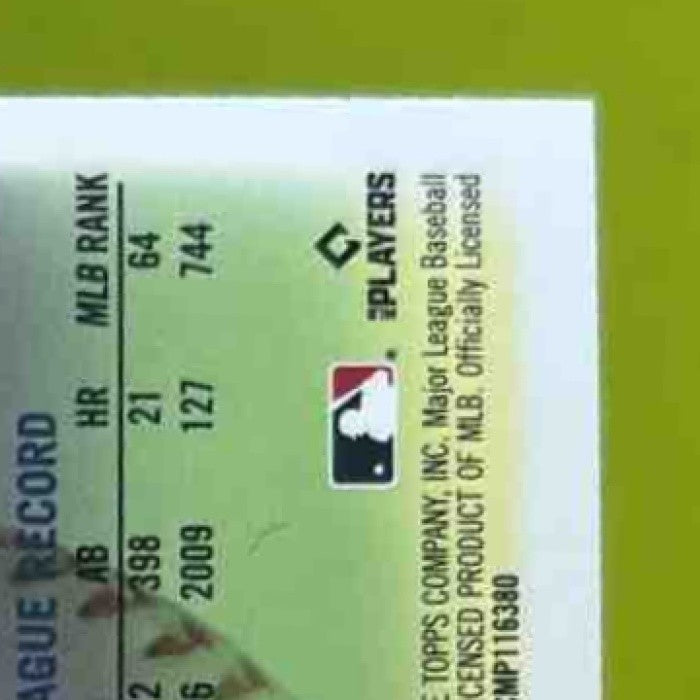 AGUE RECORD
AB HR MLB RANK
2 398 21 64
6 2009 127 744
PLAYERS
E TOPPS COMPANY, INC. Major League Baseball
CENSED PRODUCT OF MLB. Officially Licensed
CMP116380